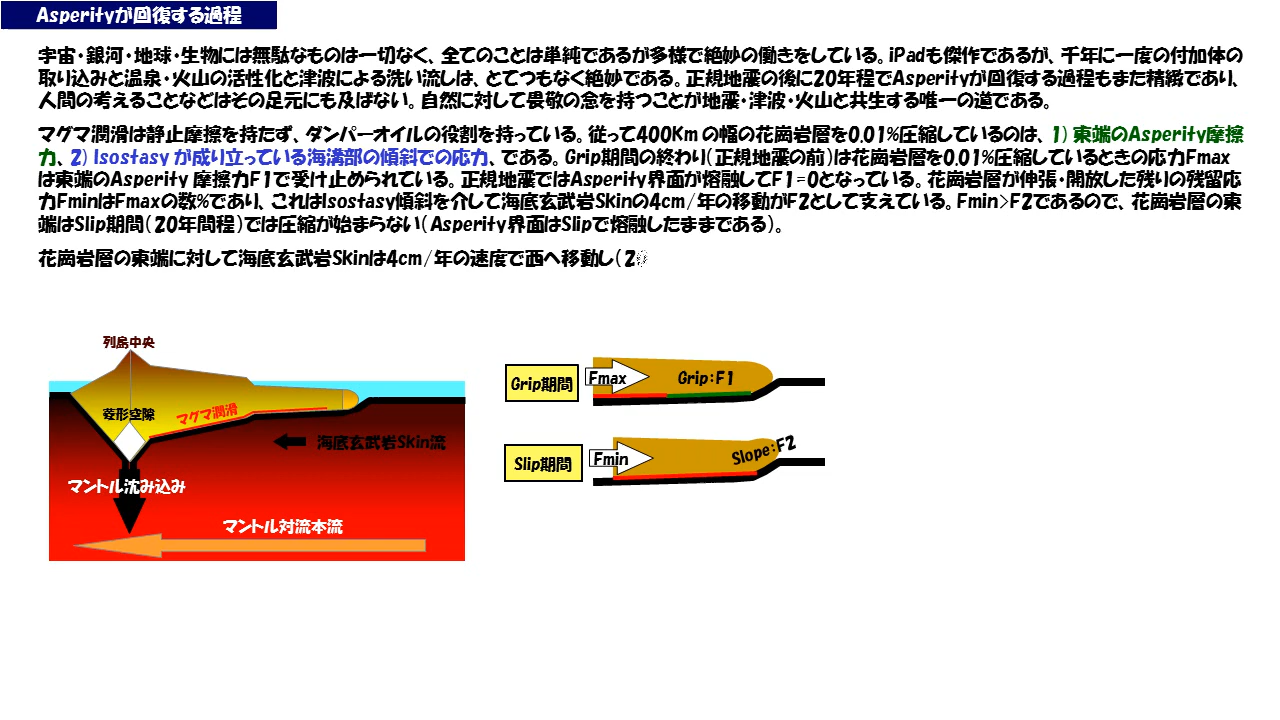 Asperityが回復する過程
宇宙・銀河・地球・生物には無駄なものは一切なく、全てのことは単純であるが多様で絶妙の働きをしている。iPadも傑作であるが、千年に一度の付加体の
取り込みと温泉・火山の活性化と津波による洗い流しは、とてつもなく絶妙である。正規地震の後に20年程でAsperityが回復する過程もまた精緻であり、
人間の考えることなどはその足元にも及ばない。自然に対して畏敬の念を持つことが地震・津波・火山と共生する唯一の道である。
マグマ潤滑は静止摩擦を持たず、ダンパーオイルの役割を持っている。従って400Kmの幅の花崗岩層を0.01%圧縮しているのは、1)東端のAsperity摩擦
力、2) Isostasyが成り立っている海溝部の傾斜での応力、である。Grip期間の終わり(正規地震の前)は花崗岩層を0.01%圧縮しているときの応力Fmax
は東端のAsperity摩擦力F1で受け止められている。正規地震ではAsperity界面が熔融してF1=0となっている。花崗岩層が伸張・開放した残りの残留応
力FminはFmaxの数%であり、これはIsostasy傾斜を介して海底玄武岩Skinの4cm/年の移動がF2として支えている。Fmin>F2であるので、花崗岩層の東
端はSlip期間(20年間程)では圧縮が始まらない(Asperity界面はSlipで熔融したままである)。
花崗岩層の東端に対して海底玄武岩Skinは4cm/年の速度で西へ移動し(2
列島中央
菱形空隙
マグマ潤滑
海底玄武岩Skin流
マントル沈み込み
マントル対流本流
Grip期間
Fmax
Grip:F1
Slip期間
Fmin
Slope:F2